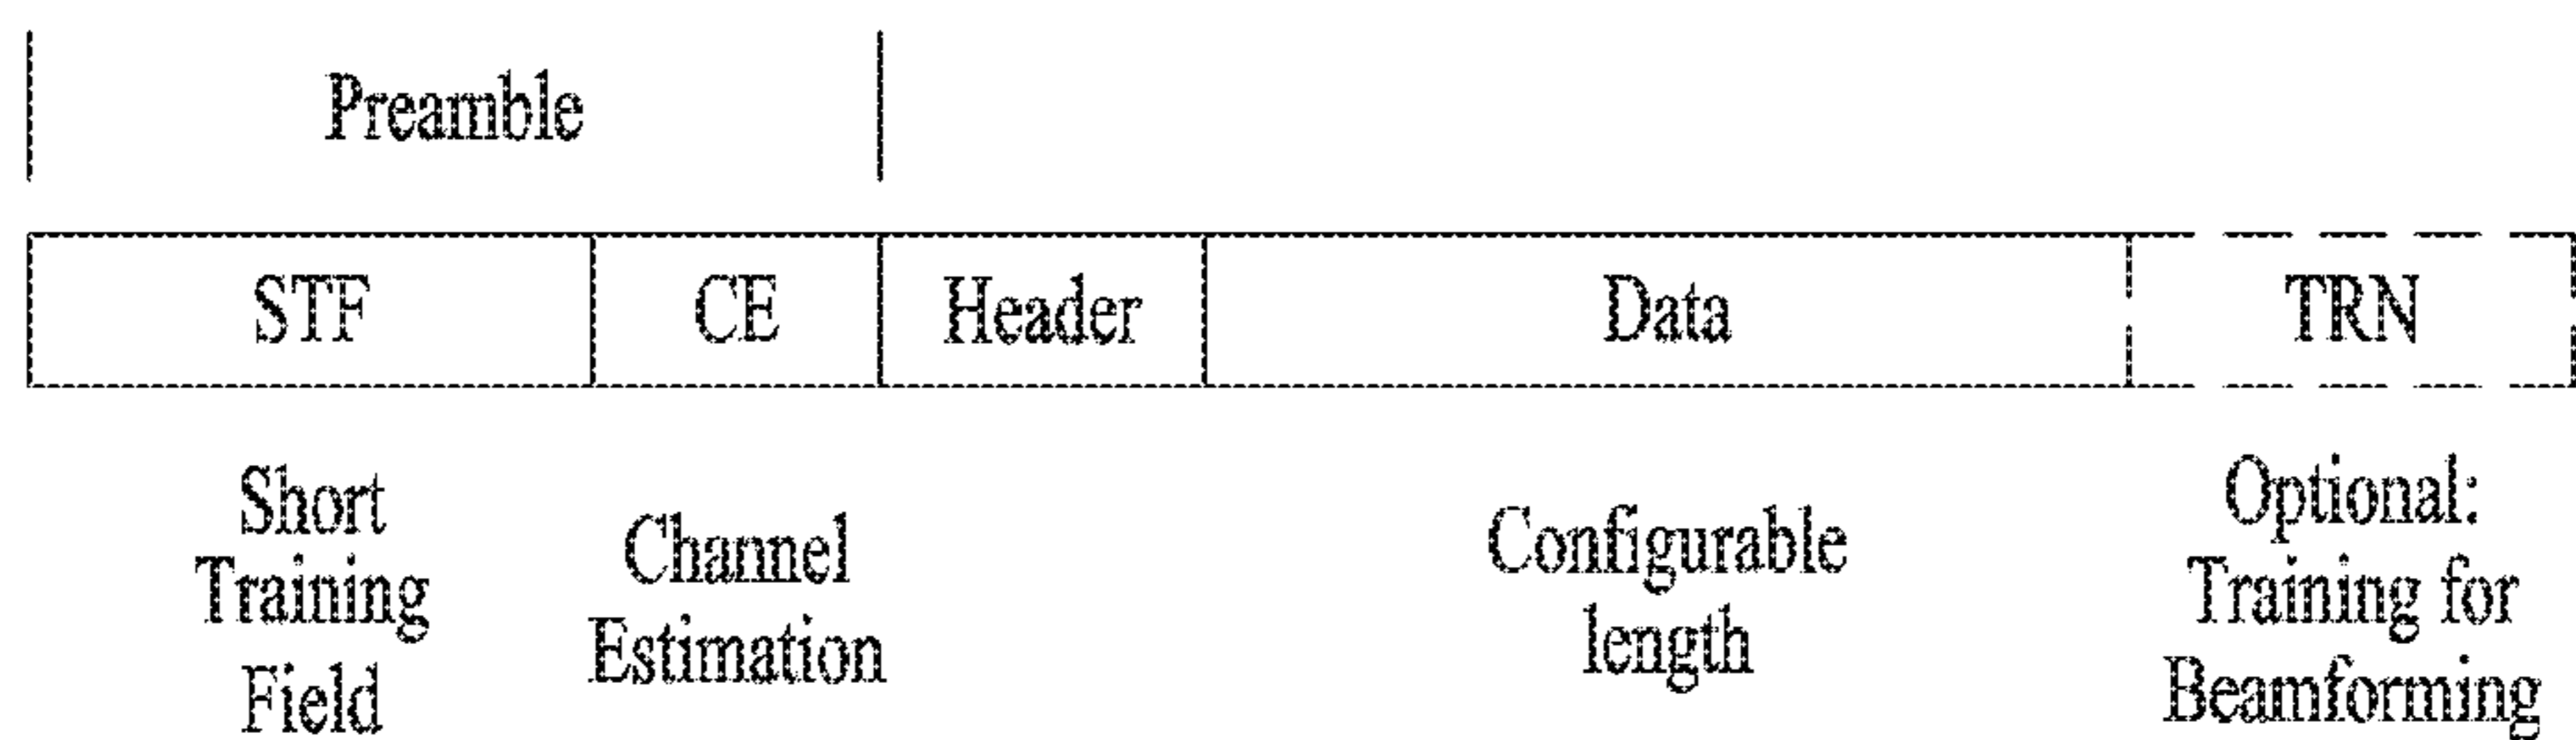 Preamble
STF CE Header Data TRN
Short
Training
Field
Channel
Estimation
Configurable
length
Optional:
Training for
Beamforming